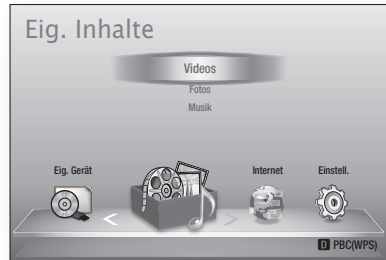 Eig. Inhalte
Videos
Fotos
Musik
Eig. Gerät Internet Einstell.
D PBC(WPS)